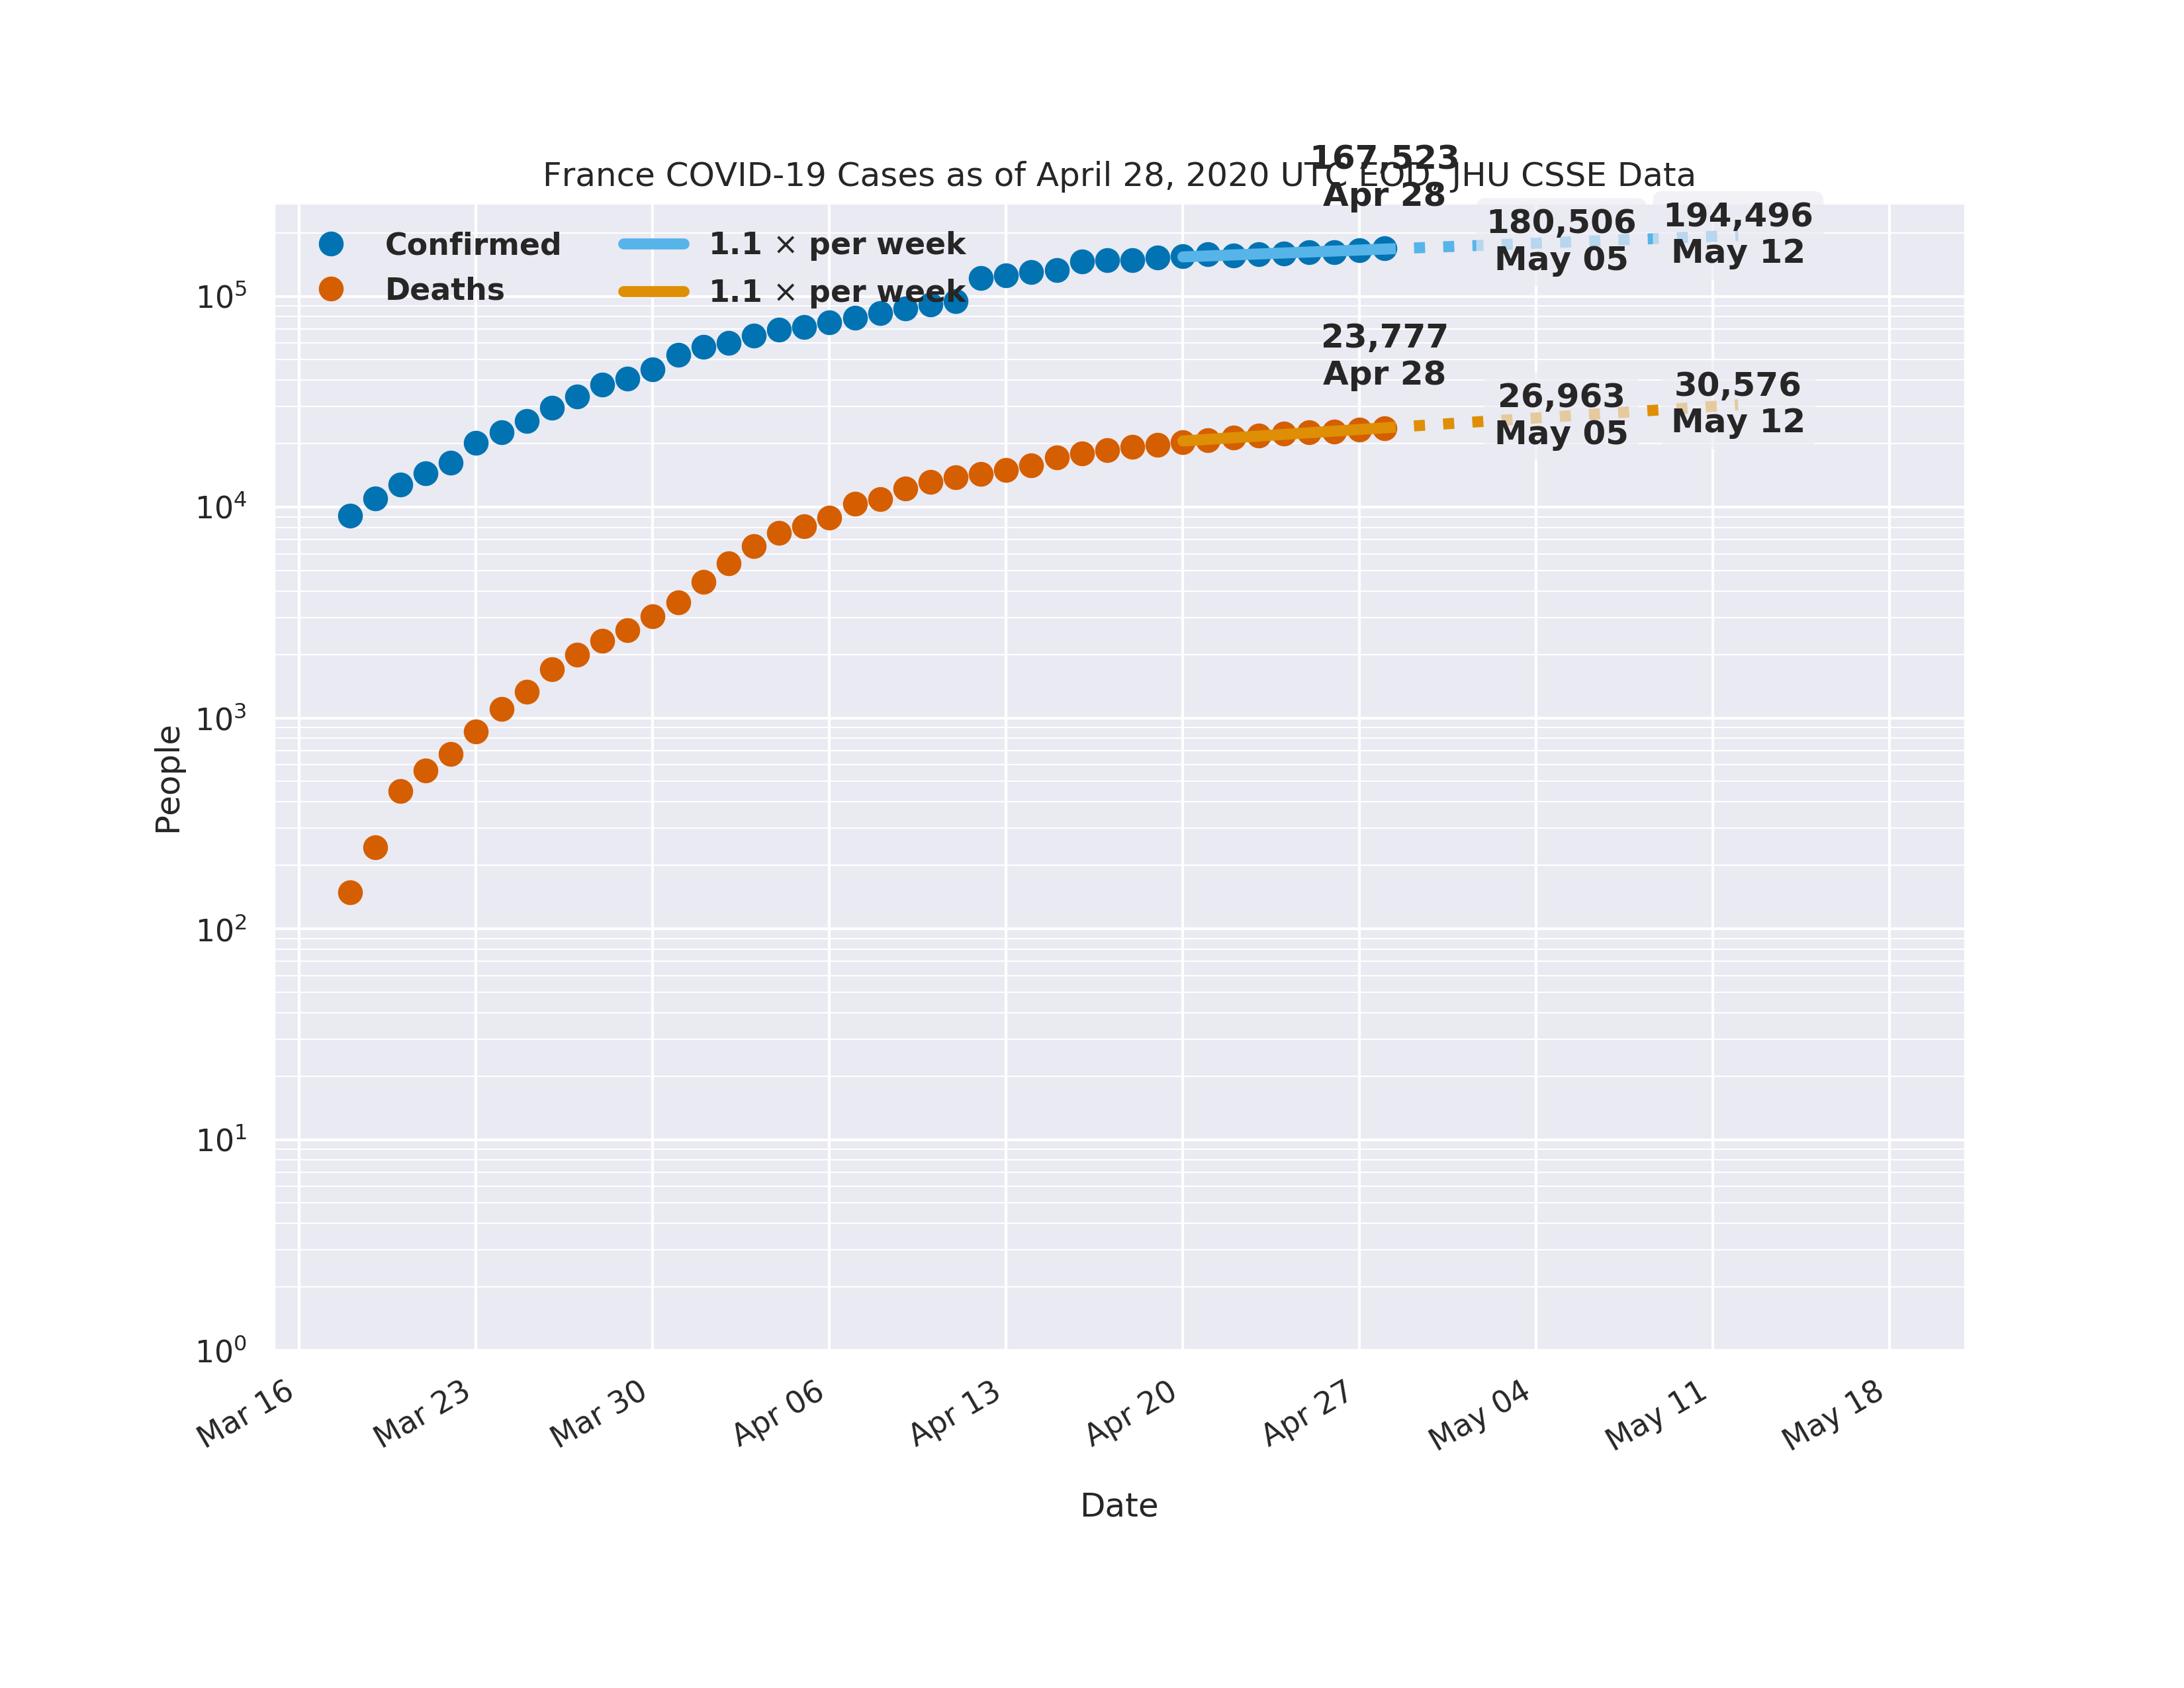 167,523
Apr 28
France COVID-19 Cases as of April 28, 2020 UTC EOD, JHU CSSE Data
180,506
May 05
194,496
May 12
Confirmed
Deaths
1.1 × per week
1.1 × per week
23,777
Apr 28
26,963
May 05
30,576
May 12
People
10⁵
10⁴
10³
10²
10¹
10⁰
Mar 16
Mar 23
Mar 30
Apr 06
Apr 13
Apr 20
Apr 27
May 04
May 11
May 18
Date